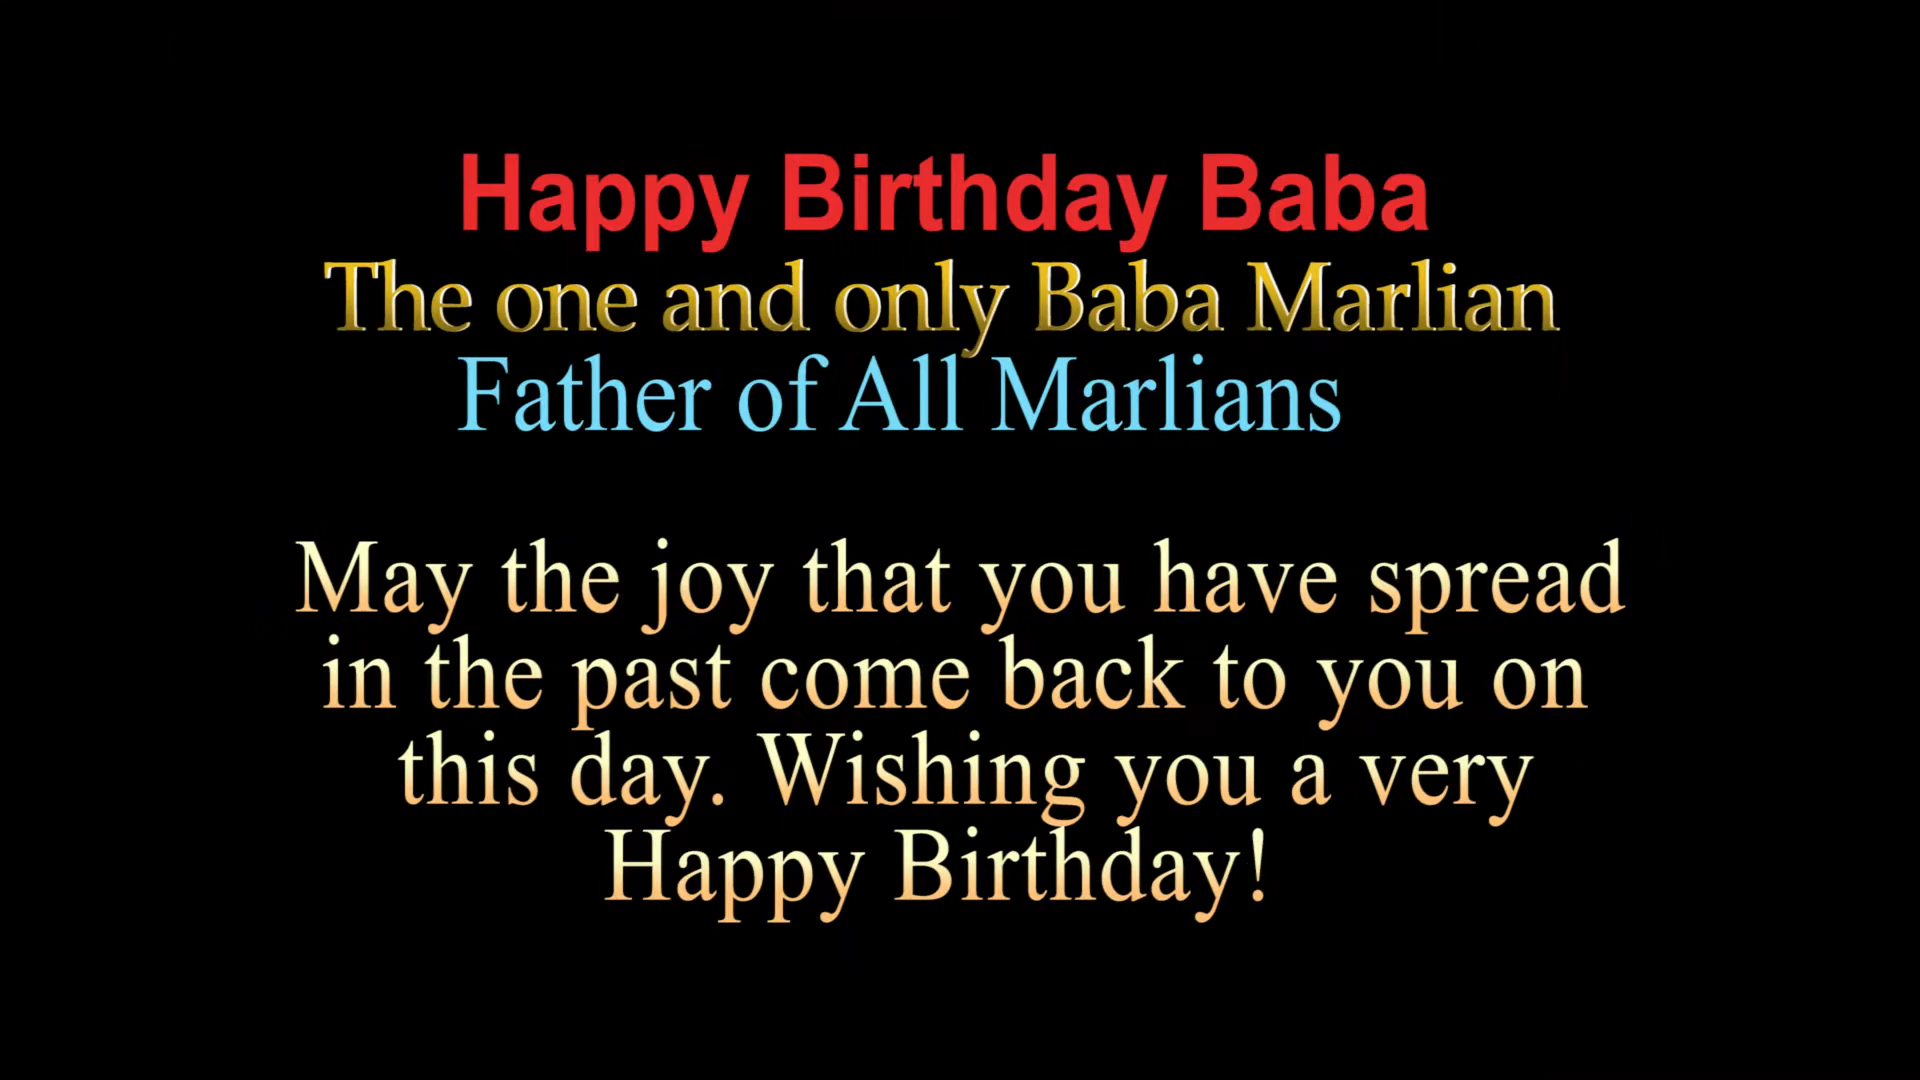 Happy Birthday Baba
The one and only Baba Marlian
Father of All Marlians
May the joy that you have spread
in the past come back to you on
this day. Wishing you a very
Happy Birthday!